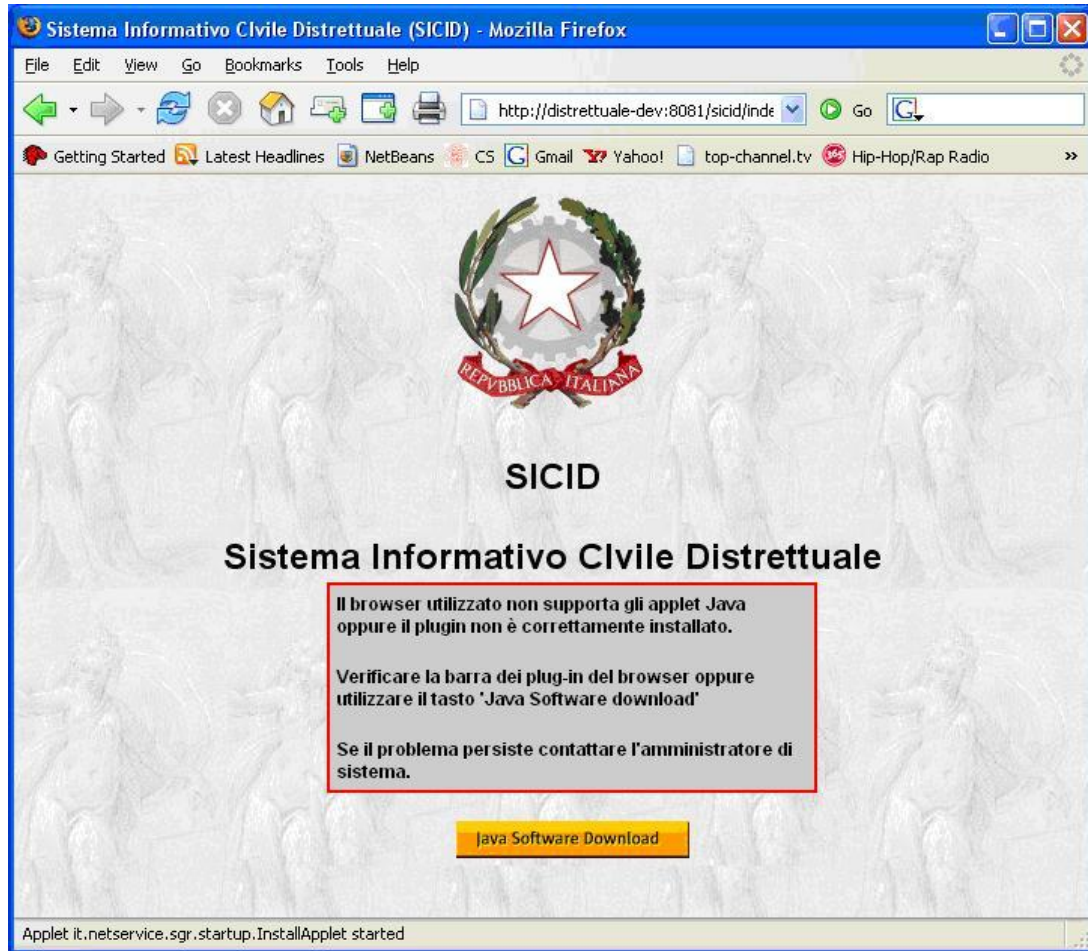 Sistema Informativo CIvile Distrettuale (SICID) - Mozilla Firefox
File Edit View Go Bookmarks Tools Help
http://distrettuale-dev:8081/sicid/inde Go G
Getting Started Latest Headlines NetBeans CS Gmail Yahoo! top-channel.tv 365 Hip-Hop/Rap Radio »
REPVBBLICA ITALIANA
SICID
Sistema Informativo CIvile Distrettuale
Il browser utilizzato non supporta gli applet Java
oppure il plugin non è correttamente installato.
Verificare la barra dei plug-in del browser oppure
utilizzare il tasto 'Java Software download'
Se il problema persiste contattare l'amministratore di
sistema.
Java Software Download
Applet it.netservice.sgr.startup.InstallApplet started